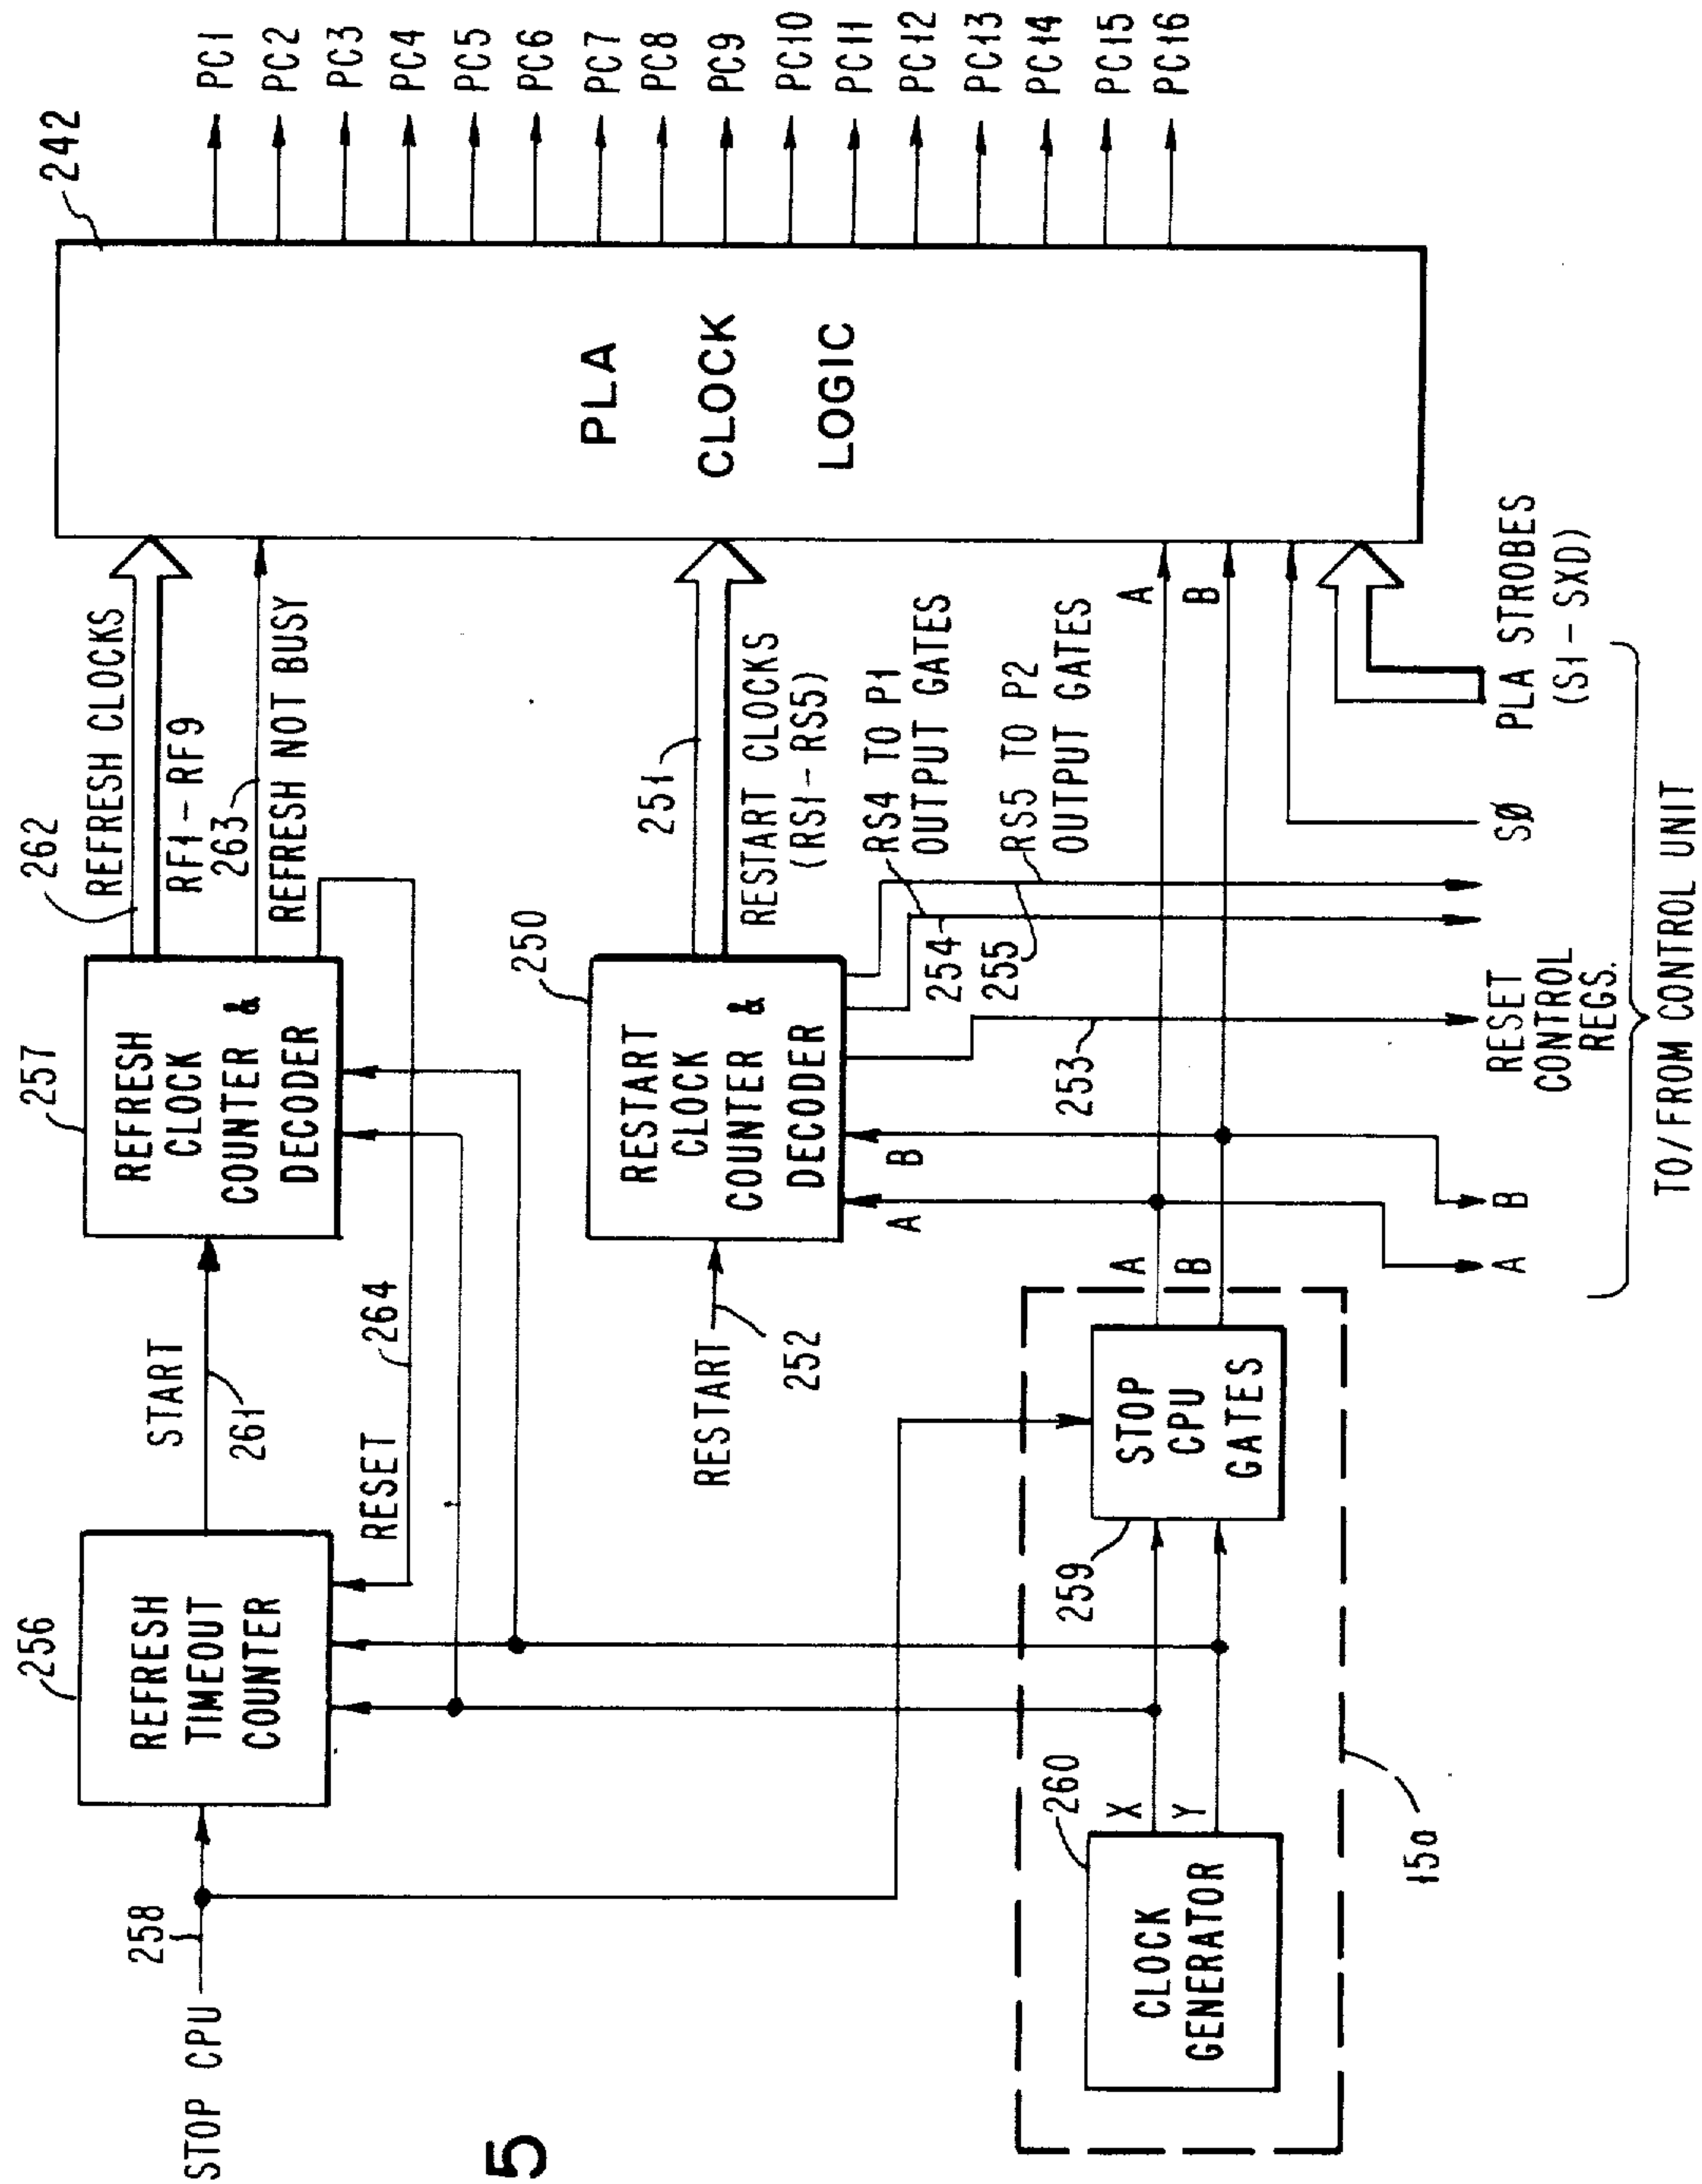 STOP CPU
258
256
REFRESH
TIMEOUT
COUNTER
START
261
RESET
264
257
REFRESH
CLOCK
COUNTER &
DECODER
262
REFRESH CLOCKS
RF1-RF9
263
REFRESH NOT BUSY
242
PLA
CLOCK
LOGIC
PC1
PC2
PC3
PC4
PC5
PC6
PC7
PC8
PC9
PC10
PC11
PC12
PC13
PC14
PC15
PC16
RESTART
252
250
RESTART
CLOCK
COUNTER &
DECODER
A
B
251
RESTART CLOCKS
(RS1-RS5)
RS4 TO P1
OUTPUT GATES
254
RS5 TO P2
OUTPUT GATES
255
253
A
B
260
CLOCK
GENERATOR
X
Y
259
STOP
CPU
GATES
A
B
15a
A
B
RESET
CONTROL
REGS.
SØ
PLA STROBES
(S1-SXD)
TO/FROM CONTROL UNIT
5